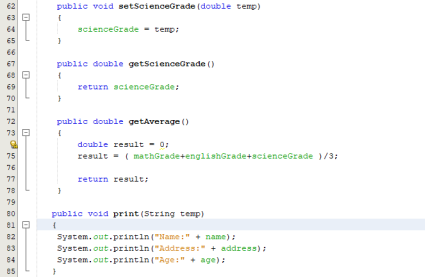 62 public void setScienceGrade(double temp)
63 {
64 scienceGrade = temp;
65 }
66
67 public double getScienceGrade()
68 {
69 return scienceGrade;
70 }
71
72 public double getAverage()
73 {
double result = 0;
75 result = ( mathGrade+englishGrade+scienceGrade )/3;
76
77 return result;
78 }
79
80 public void print(String temp)
81 {
82 System.out.println("Name:" + name);
83 System.out.println("Address:" + address);
84 System.out.println("Age:" + age);
85 }